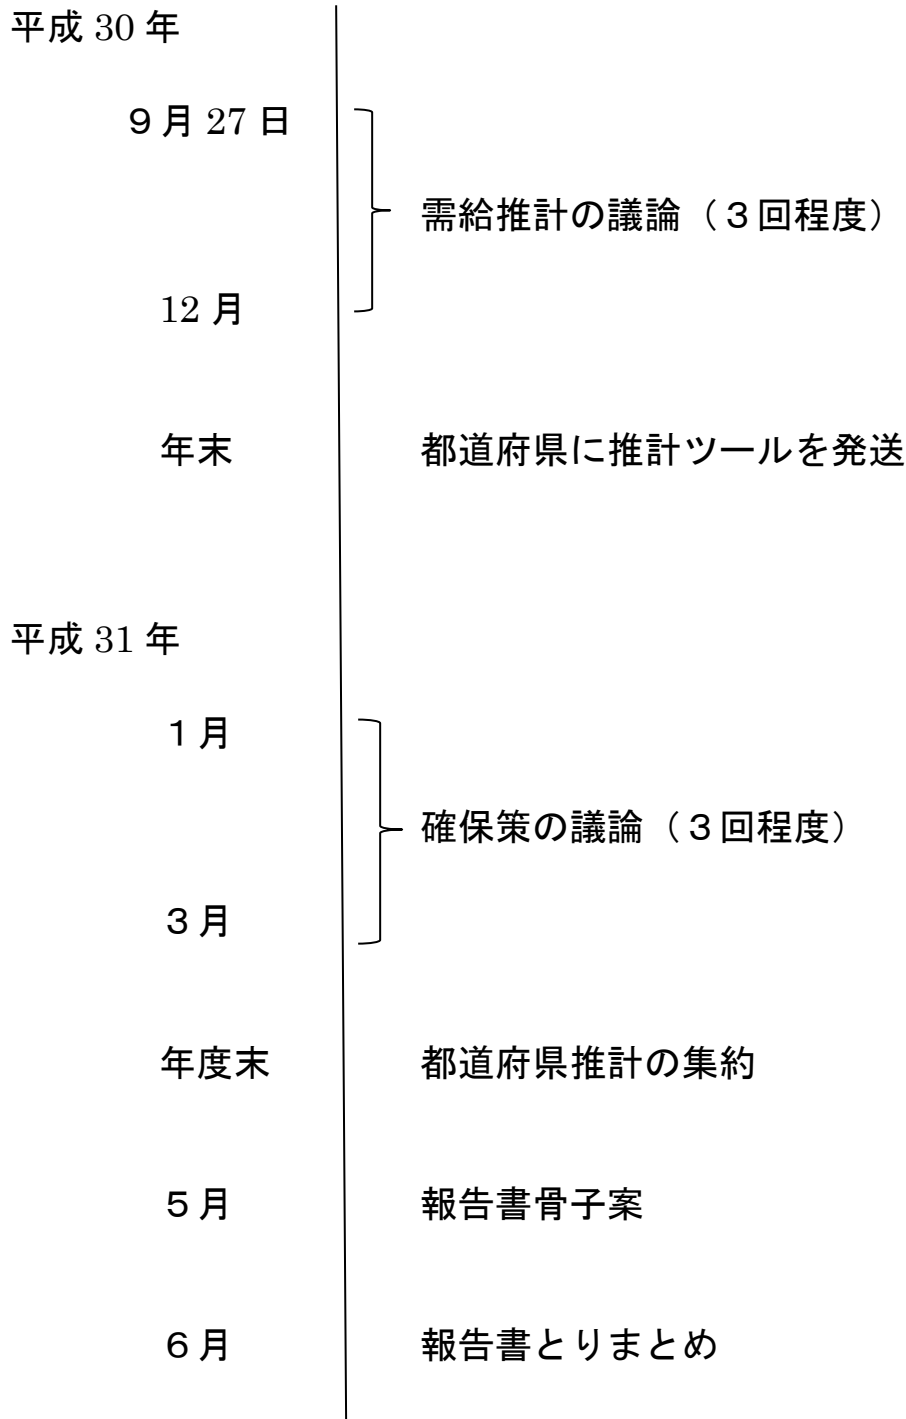 平成 30 年
９月 27 日
需給推計の議論（３回程度）
12 月
年末 都道府県に推計ツールを発送
平成 31 年
１月
確保策の議論（３回程度）
３月
年度末 都道府県推計の集約
５月 報告書骨子案
６月 報告書とりまとめ